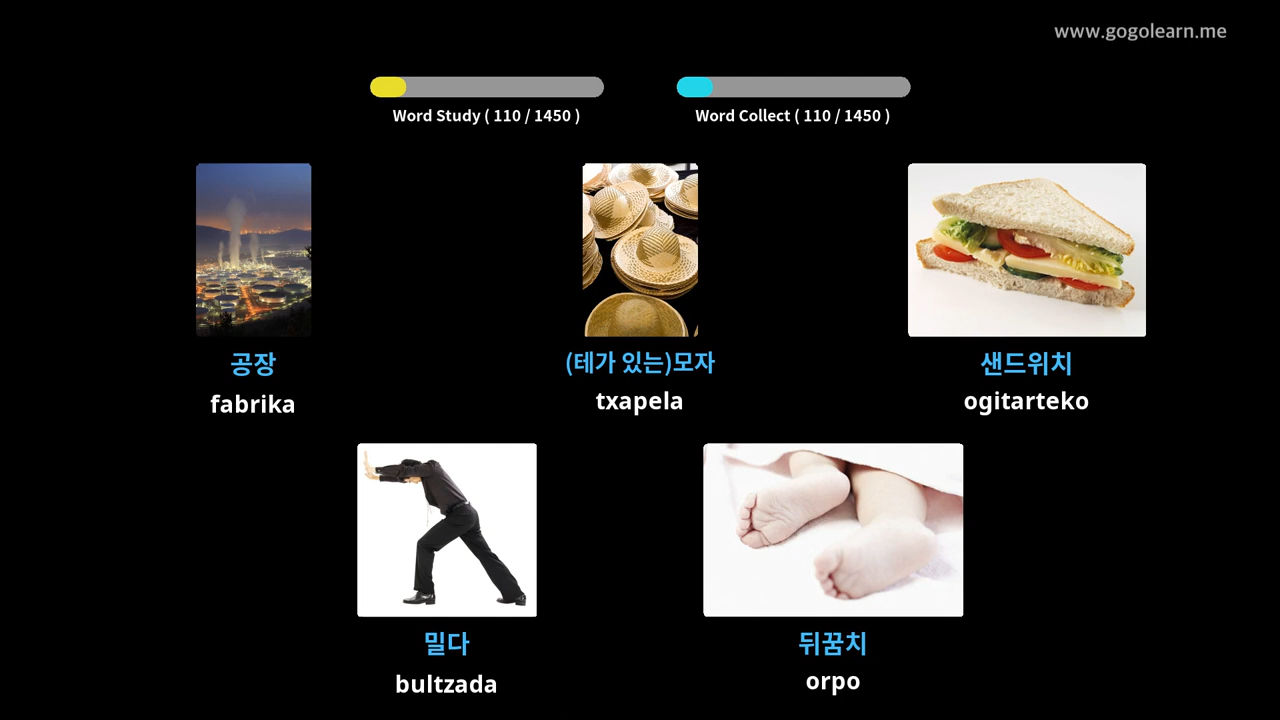 www.gogolearn.me
Word Study ( 110 / 1450 )
Word Collect ( 110 / 1450 )
공장
fabrika
(테가 있는)모자
txapela
샌드위치
ogitarteko
밀다
bultzada
뒤꿈치
orpo